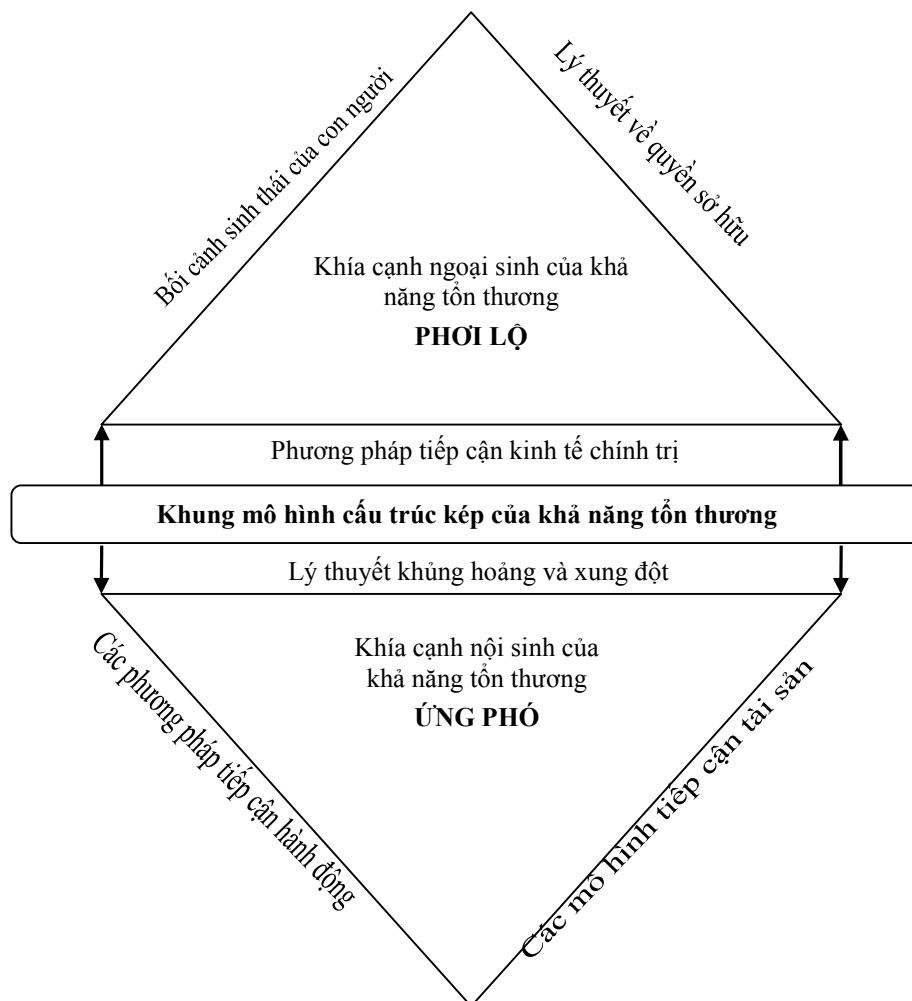 Bối cảnh sinh thái của con người
Lý thuyết về quyền sở hữu
Khía cạnh ngoại sinh của khả
năng tổn thương
PHƠI LỘ
Phương pháp tiếp cận kinh tế chính trị
Khung mô hình cấu trúc kép của khả năng tổn thương
Lý thuyết khủng hoảng và xung đột
Khía cạnh nội sinh của
khả năng tổn thương
ỨNG PHÓ
Các phương pháp tiếp cận hành động
Các mô hình tiếp cận tài sản